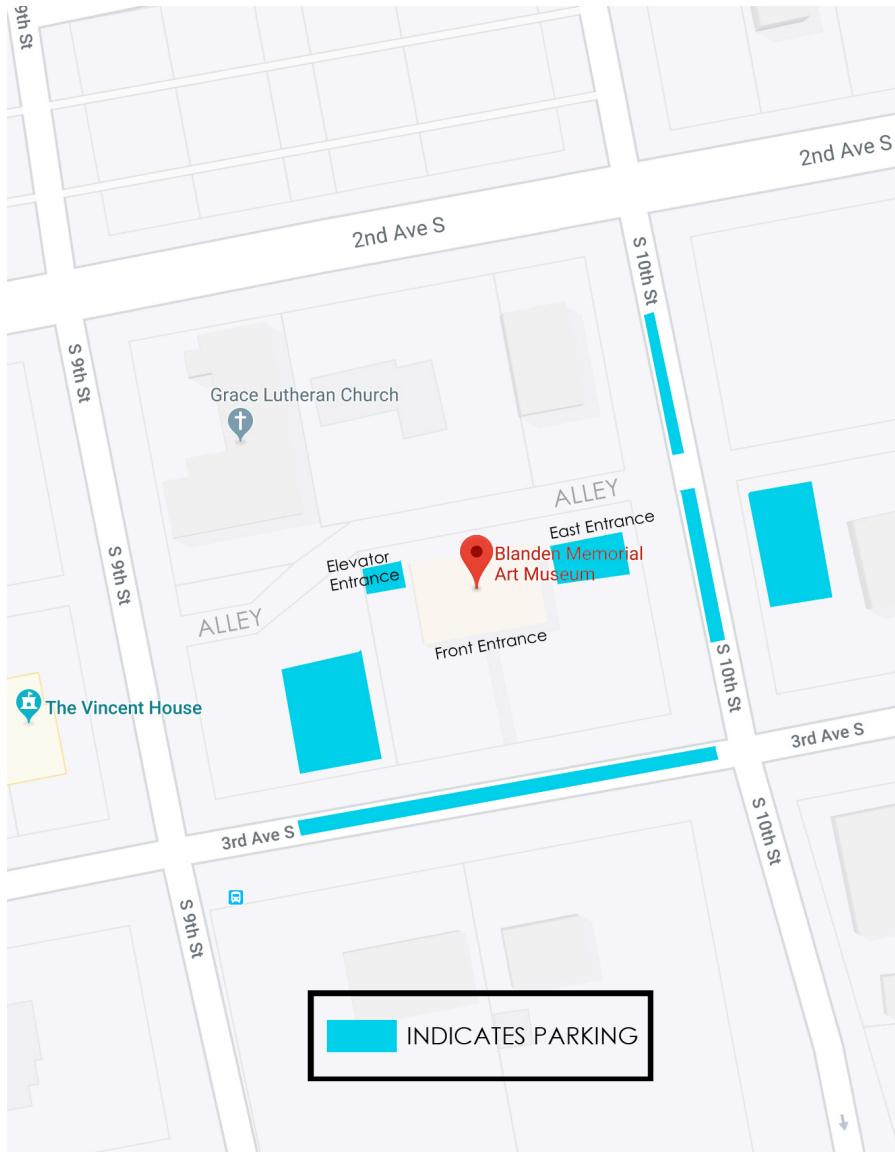 9th St
2nd Ave S
2nd Ave S
S 10th St
S 9th St
Grace Lutheran Church
ALLEY
East Entrance
Blanden Memorial
Art Museum
Elevator
Entrance
S 9th St
ALLEY
Front Entrance
S 10th St
The Vincent House
3rd Ave S
3rd Ave S
S 10th St
S 9th St
INDICATES PARKING